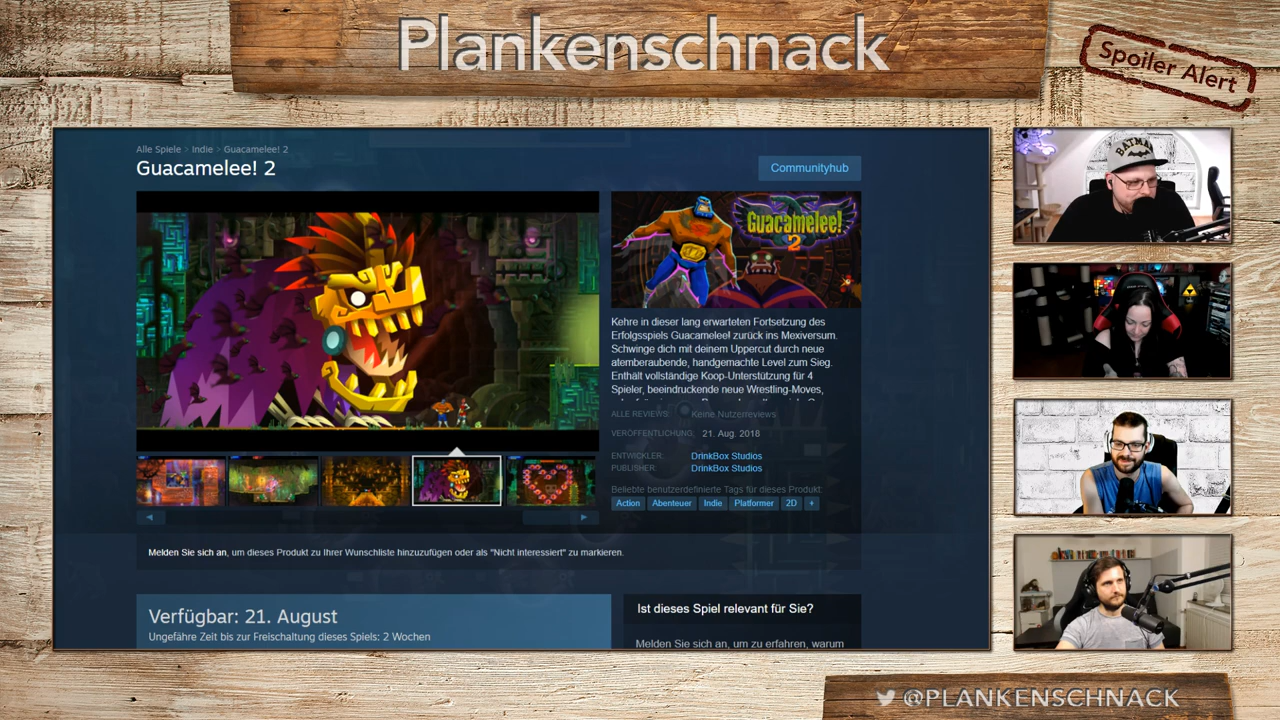 Plankenschnack
Spoiler Alert
Alle Spiele > Indie > Guacamelee! 2
Guacamelee! 2
Communityhub
Guacamelee!
2
Kehre in dieser lang erwarteten Fortsetzung des
Erfolgsspiels Guacamelee! zurück ins Mexiversum.
Schwinge dich mit deinem Uppercut durch neue
atemberaubende, handgemachte Level zum Sieg.
Enthält vollständige Koop-Unterstützung für 4
Spieler, beeindruckende neue Wrestling-Moves,
ALLE REVIEWS: Keine Nutzerreviews
VERÖFFENTLICHUNG: 21. Aug. 2018
ENTWICKLER: DrinkBox Studios
PUBLISHER: DrinkBox Studios
Beliebte benutzerdefinierte Tags für dieses Produkt
Action Abenteuer Indie Platformer 2D +
Melden Sie sich an, um dieses Produkt zu Ihrer Wunschliste hinzuzufügen oder als "Nicht interessiert" zu markieren.
Verfügbar: 21. August
Ungefähre Zeit bis zur Freischaltung dieses Spiels: 2 Wochen
Ist dieses Spiel relevant für Sie?
Melden Sie sich an, um zu erfahren, warum
BATMAN
@PLANKENSCHNACK